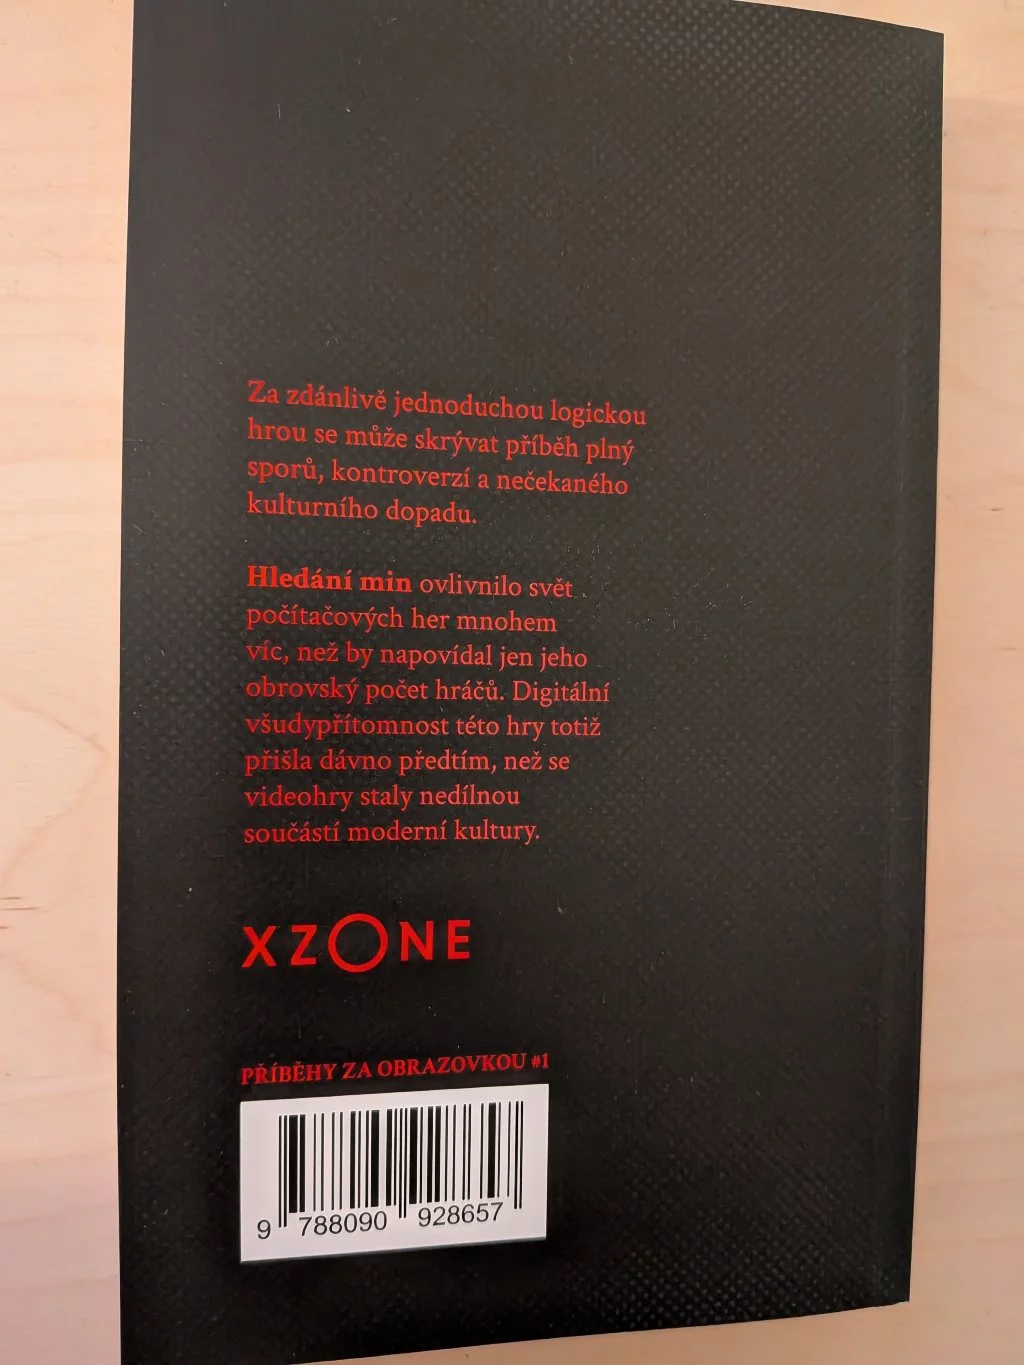 Za zdánlivě jednoduchou logickou
hrou se může skrývat příběh plný
sporů, kontroverzí a nečekaného
kulturního dopadu.
Hledání min ovlivnilo svět
počítačových her mnohem
víc, než by napovídal jen jeho
obrovský počet hráčů. Digitální
všudypřítomnost této hry totiž
přišla dávno předtím, než se
videohry staly nedílnou
součástí moderní kultury.
XZONE
PŘÍBĚHY ZA OBRAZOVKOU #1
9 788090 928657